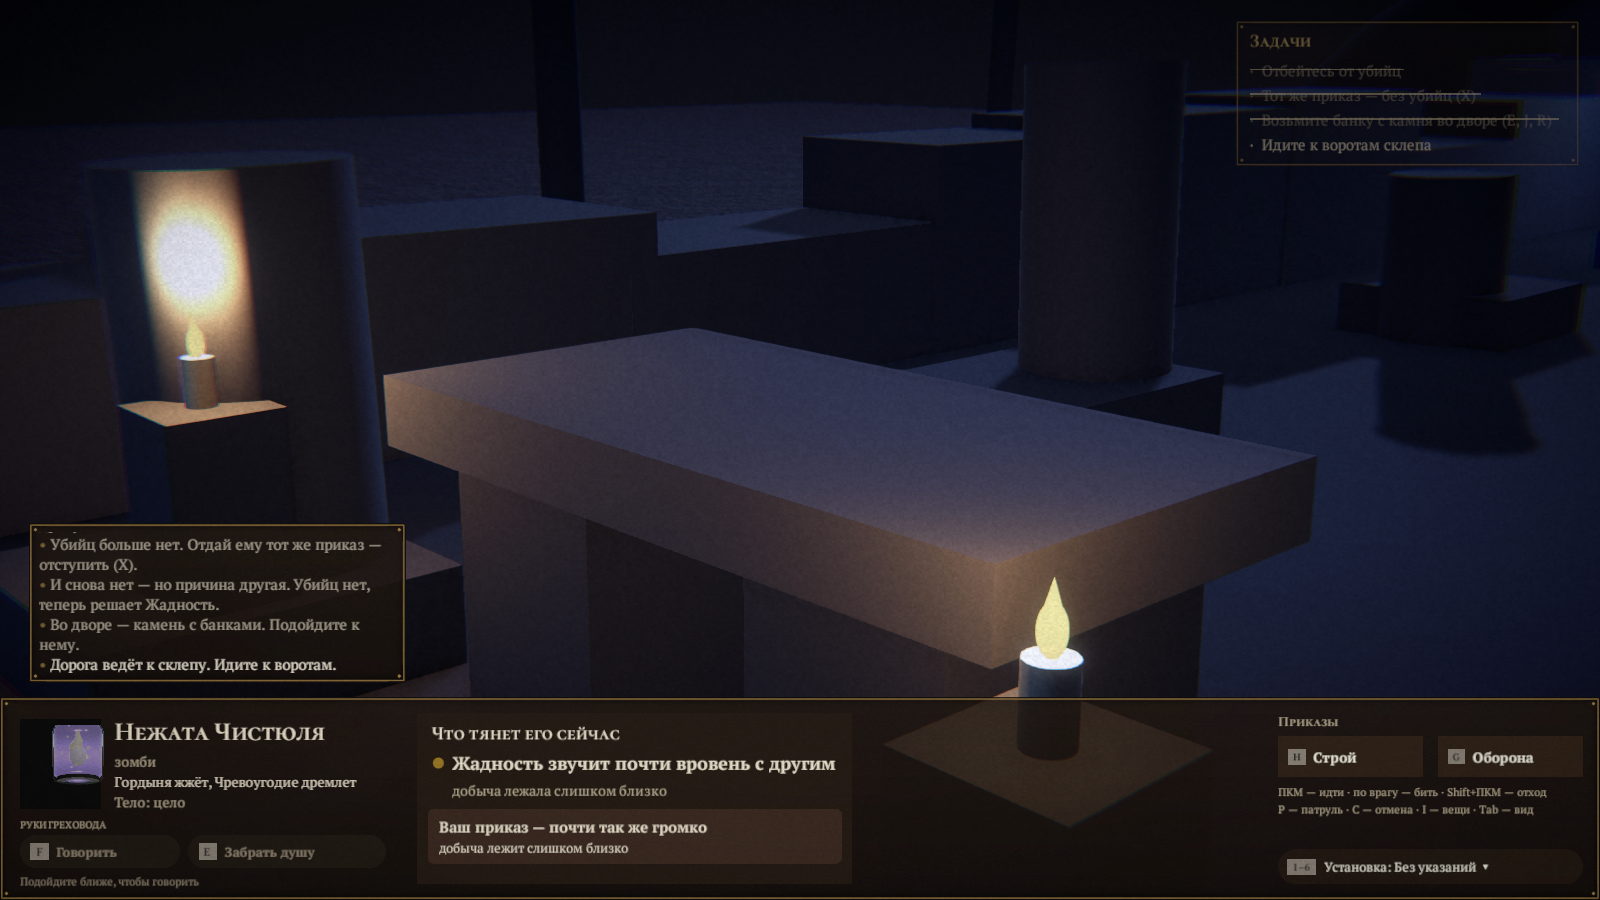 Задачи
· Отбейтесь от убийц
· Тот же приказ — без убийц (X)
· Возьмите банку с камня во дворе (E, J, R)
· Идите к воротам склепа
• Убийц больше нет. Отдай ему тот же приказ —
отступить (X).
• И снова нет — но причина другая. Убийц нет,
теперь решает Жадность.
• Во дворе — камень с банками. Подойдите к
нему.
• Дорога ведёт к склепу. Идите к воротам.
Нежата Чистюля
зомби
Гордыня жжёт, Чревоугодие дремлет
Тело: цело
РУКИ ГРЕХОВОДА
F Говорить
E Забрать душу
Подойдите ближе, чтобы говорить
Что тянет его сейчас
Жадность звучит почти вровень с другим
добыча лежала слишком близко
Ваш приказ — почти так же громко
добыча лежит слишком близко
Приказы
H Строй
G Оборона
ПКМ — идти · по врагу — бить · Shift+ПКМ — отход
P — патруль · C — отмена · I — вещи · Tab — вид
1–6 Установка: Без указаний ▾